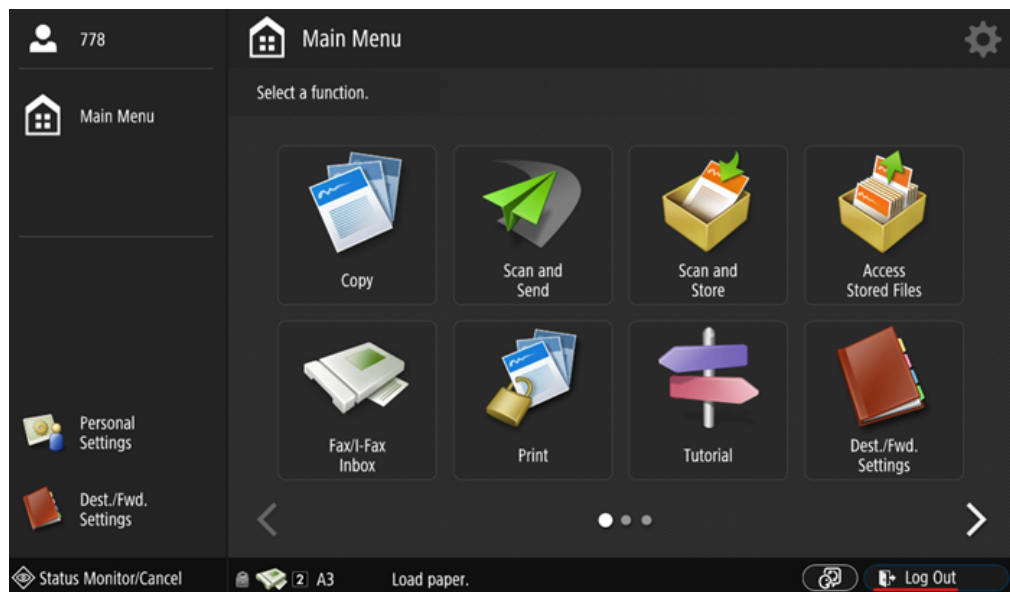 778
Main Menu
Main Menu
Select a function.
Copy
Scan and
Send
Scan and
Store
Access
Stored Files
Fax/I-Fax
Inbox
Print
Tutorial
Dest./Fwd.
Settings
Personal
Settings
Dest./Fwd.
Settings
Status Monitor/Cancel
2 A3 Load paper.
Log Out